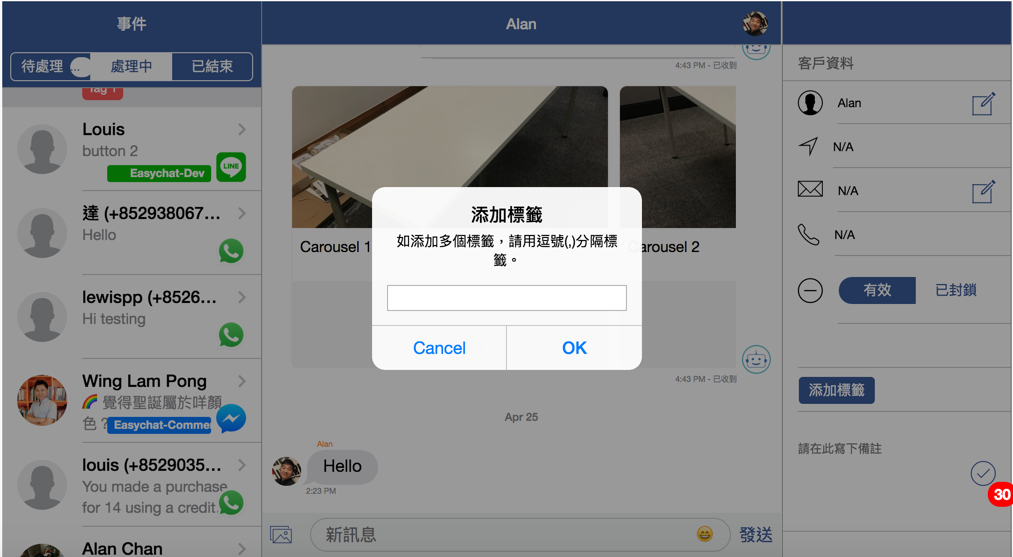 事件
待處理 ...
處理中
已結束
Tag 1
Louis
button 2
Easychat-Dev
LINE
達 (+852938067...
Hello
lewispp (+8526...
Hi testing
Wing Lam Pong
🌈 覺得聖誕屬於咩顏
色？
Easychat-Comme
louis (+8529035...
You made a purchase
for 14 using a credit.
Alan Chan
Alan
4:43 PM - 已收到
Carousel 1
Carousel 2
添加標籤
如添加多個標籤，請用逗號(,)分隔標
籤。
Cancel
OK
4:43 PM - 已收到
Apr 25
Alan
Hello
2:23 PM
新訊息
發送
客戶資料
Alan
N/A
N/A
N/A
有效
已封鎖
添加標籤
請在此寫下備註
30